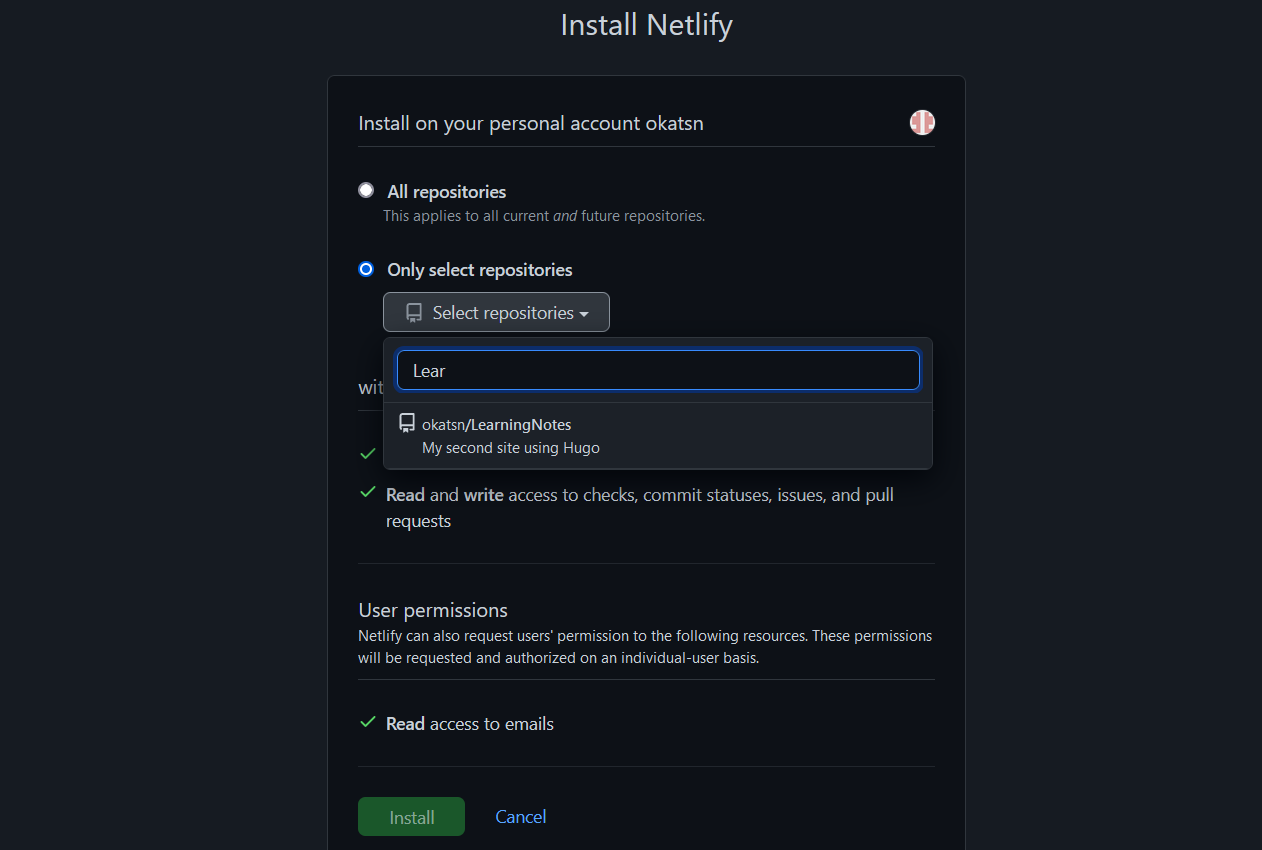 Install Netlify
Install on your personal account okatsn
All repositories
This applies to all current and future repositories.
Only select repositories
Select repositories
Lear
wit
okatsn/LearningNotes
My second site using Hugo
Read and write access to checks, commit statuses, issues, and pull
requests
User permissions
Netlify can also request users' permission to the following resources. These permissions
will be requested and authorized on an individual-user basis.
Read access to emails
Install Cancel